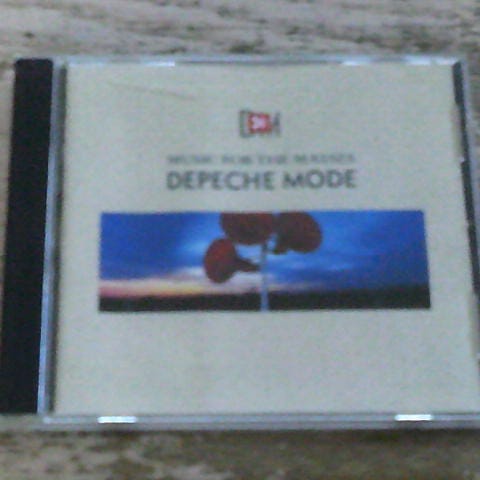 MUSIC FOR THE MASSES
DEPECHE MODE